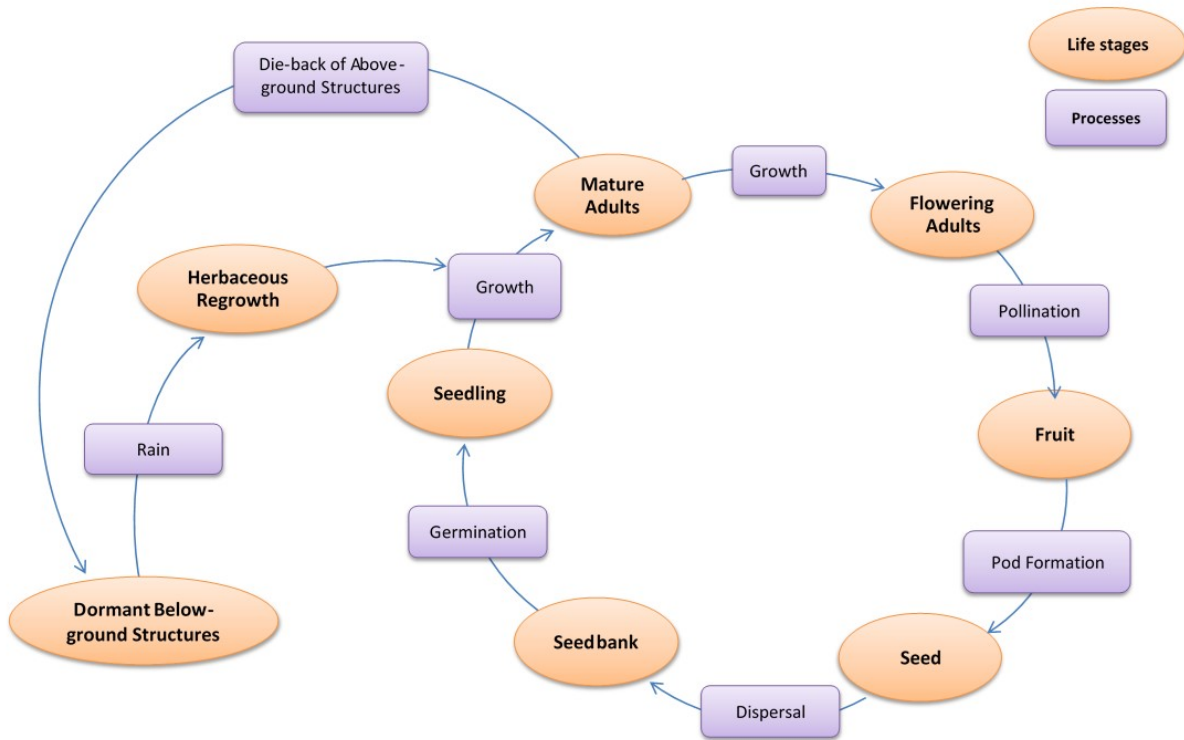 Life stages
Processes
Die-back of Above-
ground Structures
Mature
Adults
Growth
Flowering
Adults
Herbaceous
Regrowth
Growth
Pollination
Seedling
Fruit
Rain
Germination
Pod Formation
Dormant Below-
ground Structures
Seedbank
Seed
Dispersal